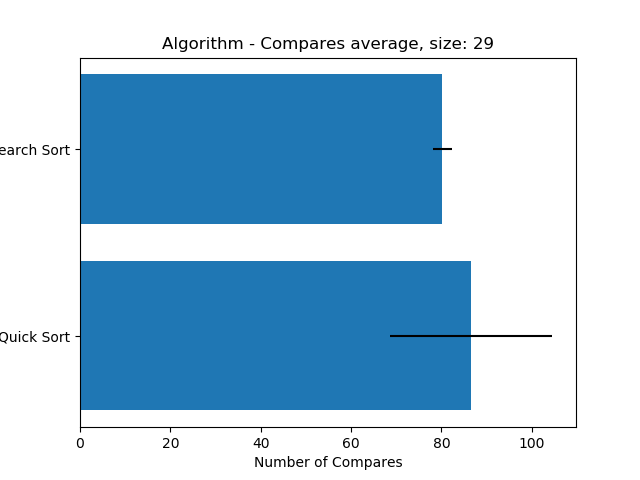 Algorithm - Compares average, size: 29
earch Sort
Quick Sort
0 20 40 60 80 100
Number of Compares